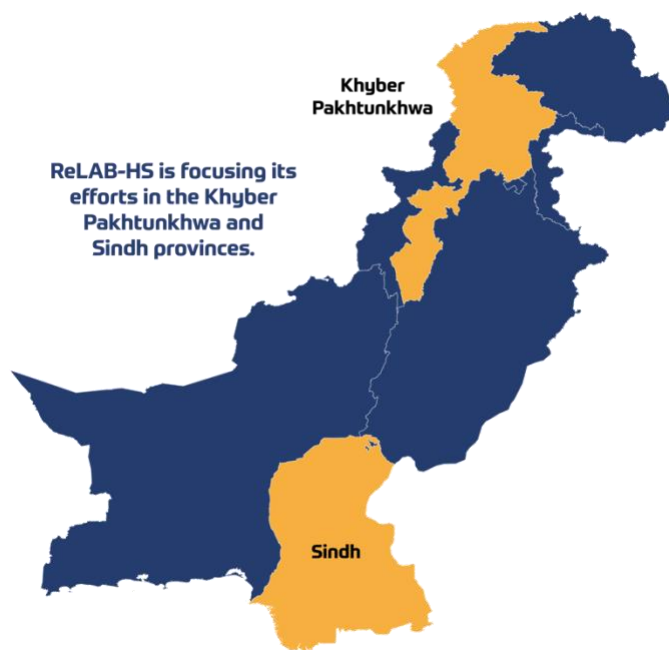 Khyber
Pakhtunkhwa
ReLAB-HS is focusing its
efforts in the Khyber
Pakhtunkhwa and
Sindh provinces.
Sindh